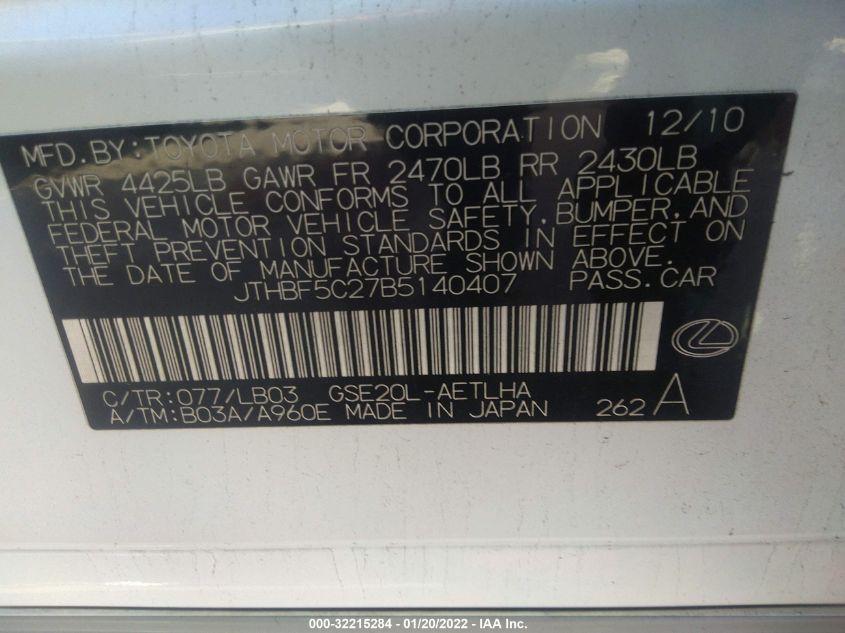 MFD. BY: TOYOTA MOTOR CORPORATION 12/10
GVWR 4425LB GAWR FR 2470LB RR 2430LB
THIS VEHICLE CONFORMS TO ALL APPLICABLE
FEDERAL MOTOR VEHICLE SAFETY, BUMPER, AND
THEFT PREVENTION STANDARDS IN EFFECT ON
THE DATE OF MANUFACTURE SHOWN ABOVE.
JTHBF5C27B5140407 PASS. CAR
C/TR: 077/LB03 GSE20L-AETLHA
A/TM: B03A/A960E MADE IN JAPAN 262 A
000-32215284 - 01/20/2022 - IAA Inc.